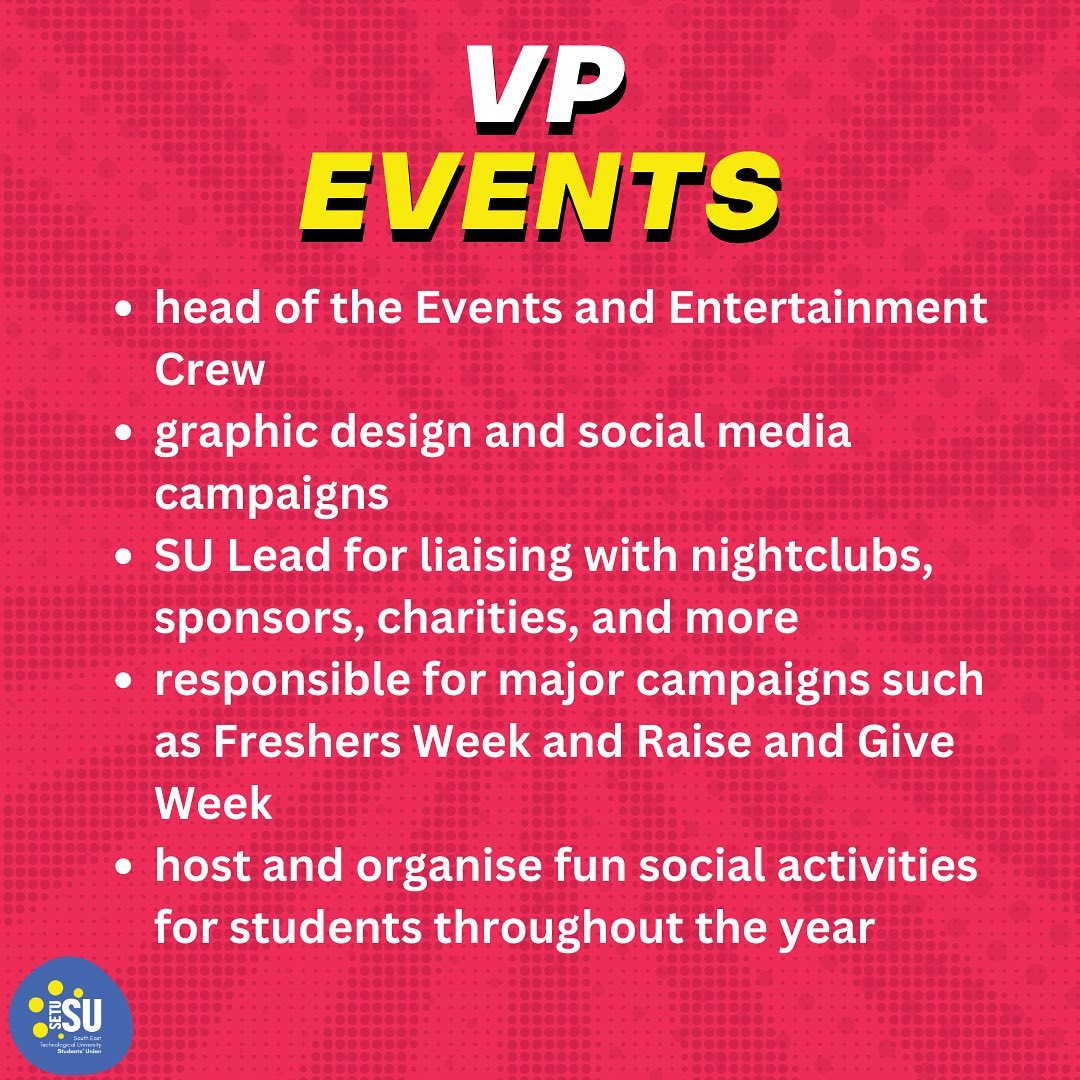 VP
EVENTS
• head of the Events and Entertainment
Crew
• graphic design and social media
campaigns
• SU Lead for liaising with nightclubs,
sponsors, charities, and more
• responsible for major campaigns such
as Freshers Week and Raise and Give
Week
• host and organise fun social activities
for students throughout the year
SETU
SU
South East
Technological University
Students' Union